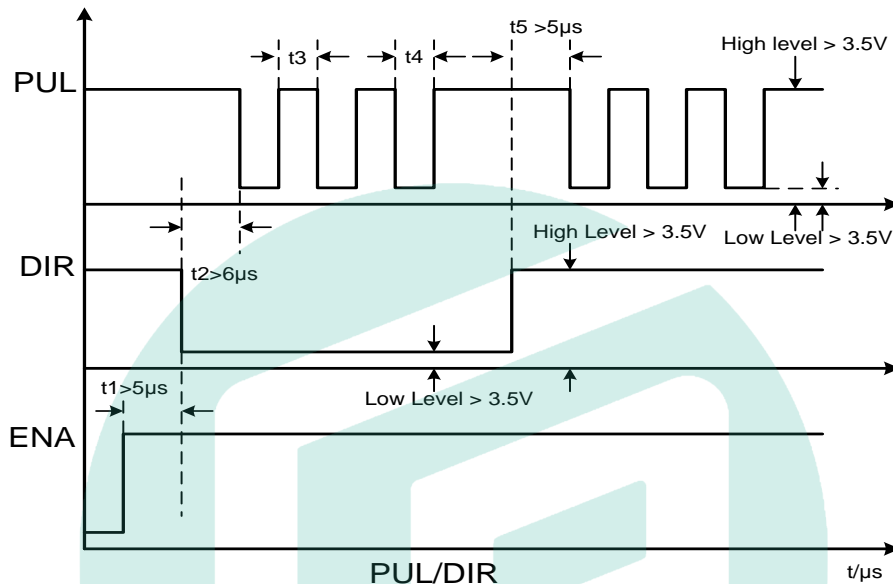 t3
t4
t5 >5μs
High level > 3.5V
PUL
Low Level > 3.5V
High Level > 3.5V
DIR
t2>6μs
t1>5μs
Low Level > 3.5V
ENA
PUL/DIR
t/μs